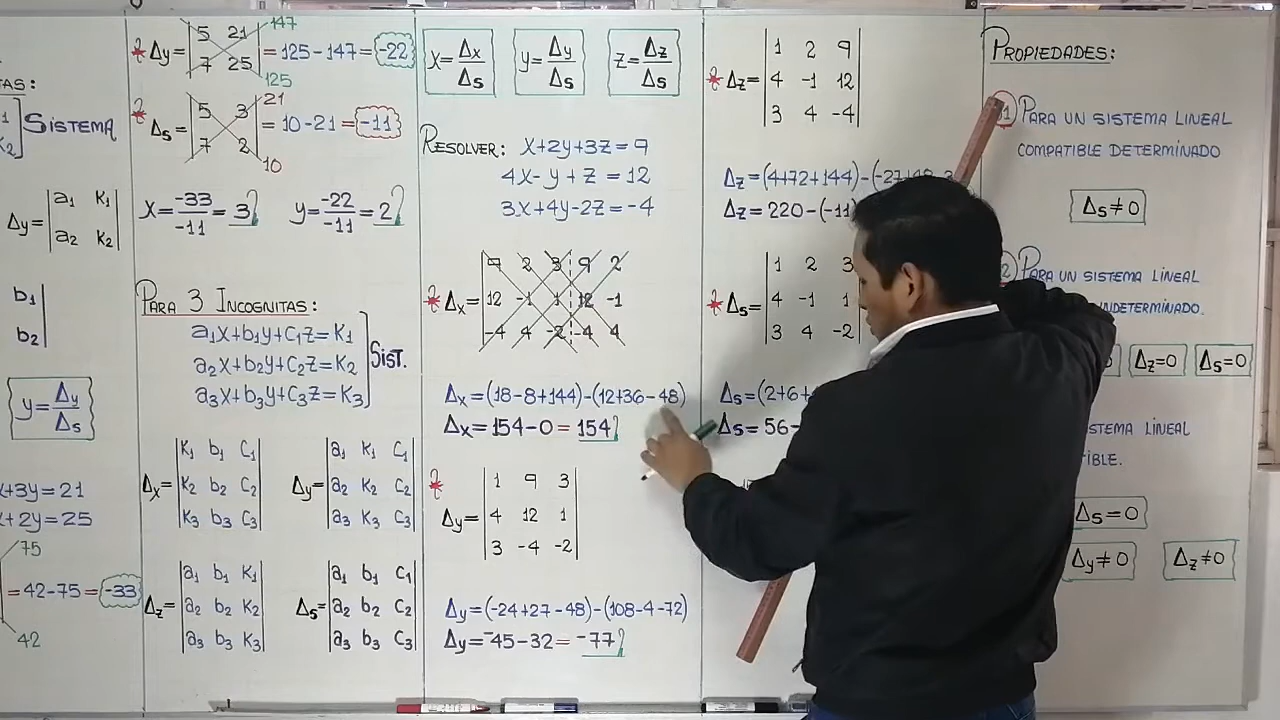 TAS:
SISTEMA
Δy= | a₁ K₁ |
| a₂ K₂ |
b₁
b₂
y= Δy/Δs
x+3y=21
x+2y=25
75
=42-75=-33
42
* Δy= | 5 21 | 147
| 7 25 | =125-147=-22
125
* Δs= | 5 3 | 21
| 7 2 | =10-21=-11
10
X= -33/-11 = 3 y= -22/-11 = 2
PARA 3 INCOGNITAS:
a₁x+b₁y+C₁z=K₁
a₂x+b₂y+C₂z=K₂
a₃x+b₃y+C₃z=K₃
SIST.
Δx= | K₁ b₁ C₁ |
| K₂ b₂ C₂ |
| K₃ b₃ C₃ |
Δy= | a₁ K₁ C₁ |
| a₂ K₂ C₂ |
| a₃ K₃ C₃ |
Δz= | a₁ b₁ K₁ |
| a₂ b₂ K₂ |
| a₃ b₃ K₃ |
Δs= | a₁ b₁ C₁ |
| a₂ b₂ C₂ |
| a₃ b₃ C₃ |
X= Δx/Δs y= Δy/Δs z= Δz/Δs
RESOLVER: X+2y+3z=9
4X-y+z=12
3X+4y-2z=-4
* Δx= | 9 2 3 9 2
| 12 -1 1 12 -1
| -4 4 -2 -4 4
Δx=(18-8+144)-(12+36-48)
Δx=154-0=154
* Δy= | 1 9 3 |
| 4 12 1 |
| 3 -4 -2 |
Δy=(-24+27-48)-(108-4-72)
Δy=-45-32=-77
* Δz= | 1 2 9 |
| 4 -1 12 |
| 3 4 -4 |
Δz=(4+72+144)-(-27+48-3
Δz=220-(-11)
* Δs= | 1 2 3
| 4 -1 1
| 3 4 -2 |
Δs=(2+6+
Δs=56-
PROPIEDADES:
1 PARA UN SISTEMA LINEAL
COMPATIBLE DETERMINADO
Δs≠0
2 PARA UN SISTEMA LINEAL
INDETERMINADO.
Δz=0 Δs=0
STEMA LINEAL
IBLE.
Δs=0
Δy≠0 Δz≠0